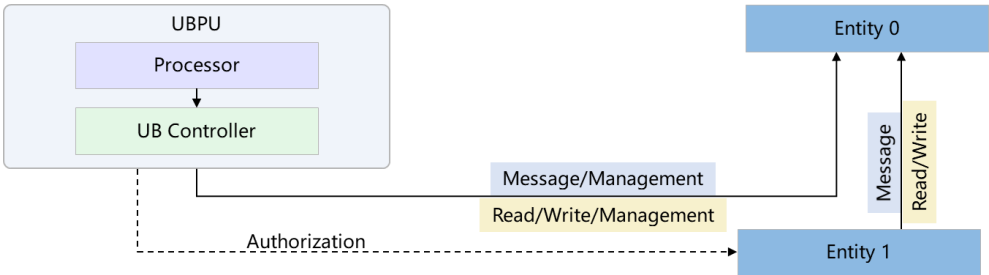 UBPU
Processor
UB Controller
Entity 0
Message/Management
Read/Write/Management
Message
Read/Write
Authorization
Entity 1